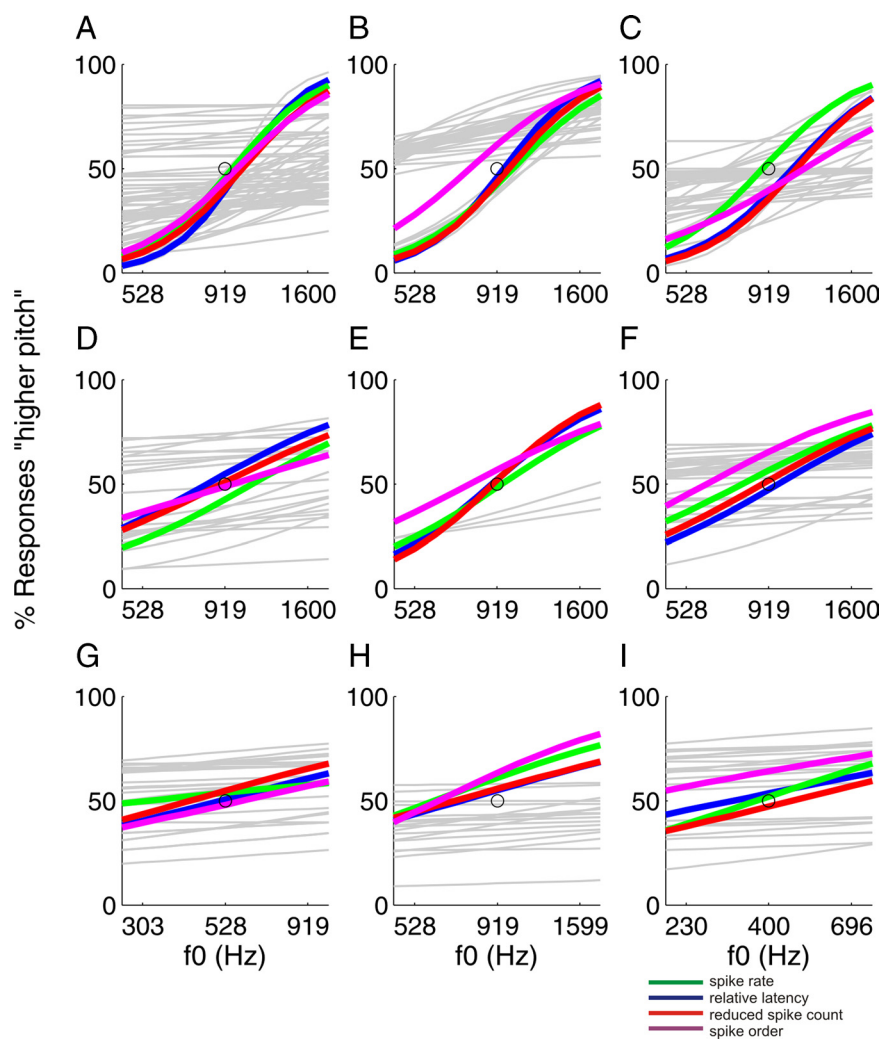 A B C
100 100 100
50 50 50
0 0 0
528 919 1600 528 919 1600 528 919 1600
% Responses "higher pitch"
D E F
100 100 100
50 50 50
0 0 0
528 919 1600 528 919 1600 528 919 1600
G H I
100 100 100
50 50 50
0 0 0
303 528 919 528 919 1599 230 400 696
f0 (Hz) f0 (Hz) f0 (Hz)
spike rate
relative latency
reduced spike count
spike order